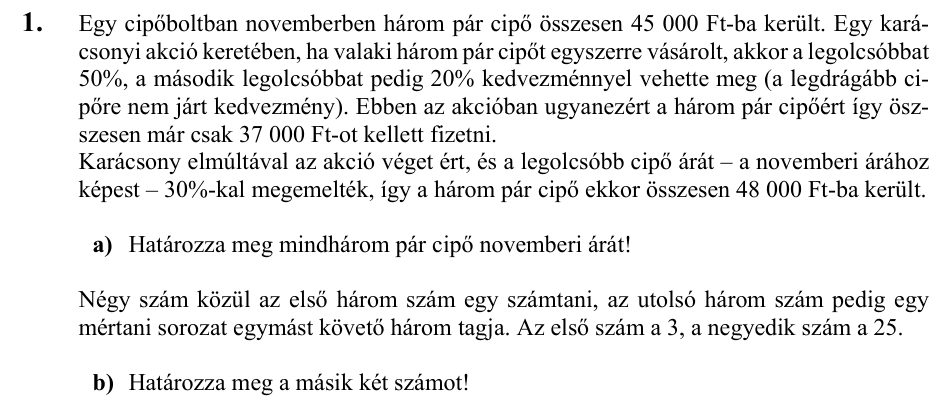 1. Egy cipőboltban novemberben három pár cipő összesen 45 000 Ft-ba került. Egy kará-
csonyi akció keretében, ha valaki három pár cipőt egyszerre vásárolt, akkor a legolcsóbbat
50%, a második legolcsóbbat pedig 20% kedvezménnyel vehette meg (a legdrágább ci-
pőre nem járt kedvezmény). Ebben az akcióban ugyanezért a három pár cipőért így ösz-
szesen már csak 37 000 Ft-ot kellett fizetni.
Karácsony elmúltával az akció véget ért, és a legolcsóbb cipő árát – a novemberi árához
képest – 30%-kal megemelték, így a három pár cipő ekkor összesen 48 000 Ft-ba került.
a) Határozza meg mindhárom pár cipő novemberi árát!
Négy szám közül az első három szám egy számtani, az utolsó három szám pedig egy
mértani sorozat egymást követő három tagja. Az első szám a 3, a negyedik szám a 25.
b) Határozza meg a másik két számot!